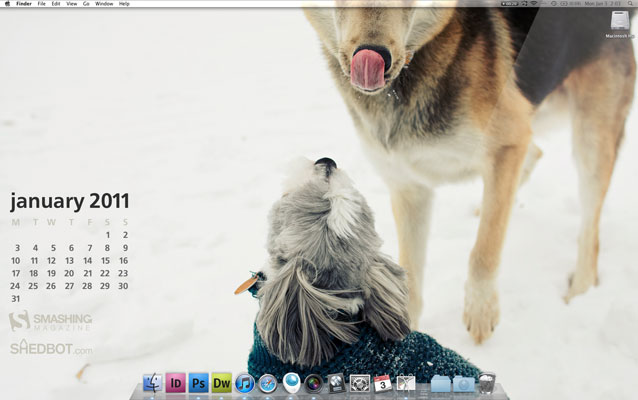 Finder File Edit View Go Window Help
Mon Jan 3 7:03
Macintosh HD
january 2011
M T W T F S S
1 2
3 4 5 6 7 8 9
10 11 12 13 14 15 16
17 18 19 20 21 22 23
24 25 26 27 28 29 30
31
SMASHING
MAGAZINE
SHEDBOT.com
ID Ps Dw
3